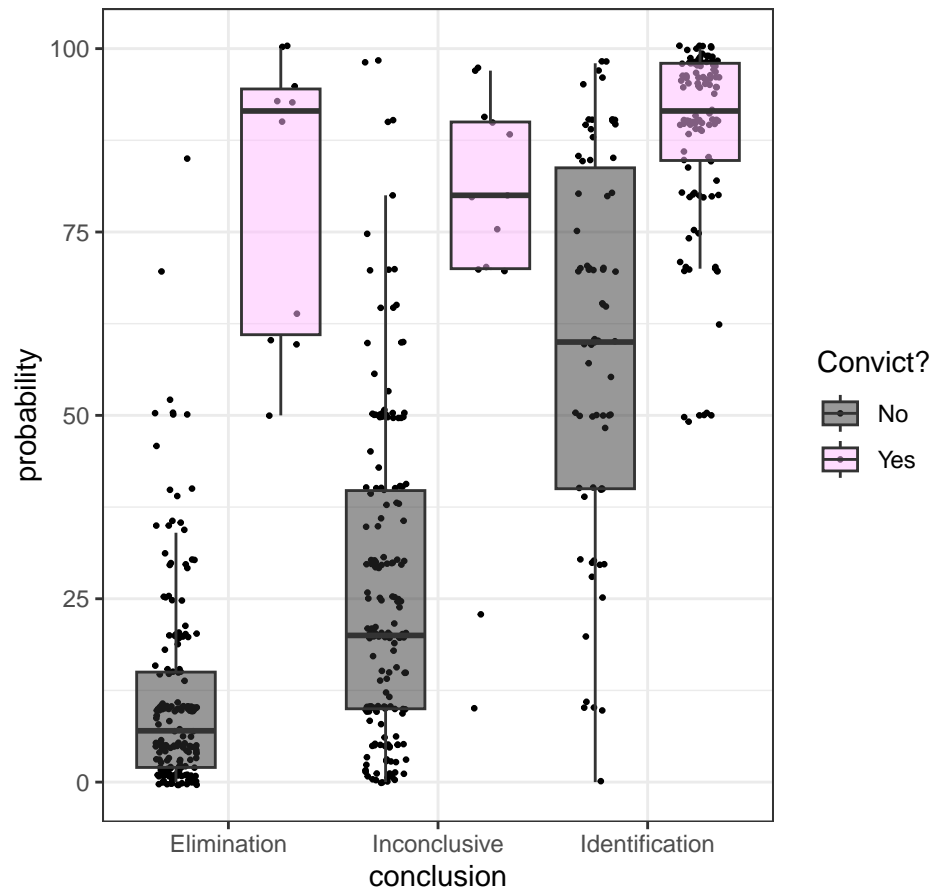 100
75
50
25
0
probability
Elimination
Inconclusive
Identification
conclusion
Convict?
No
Yes